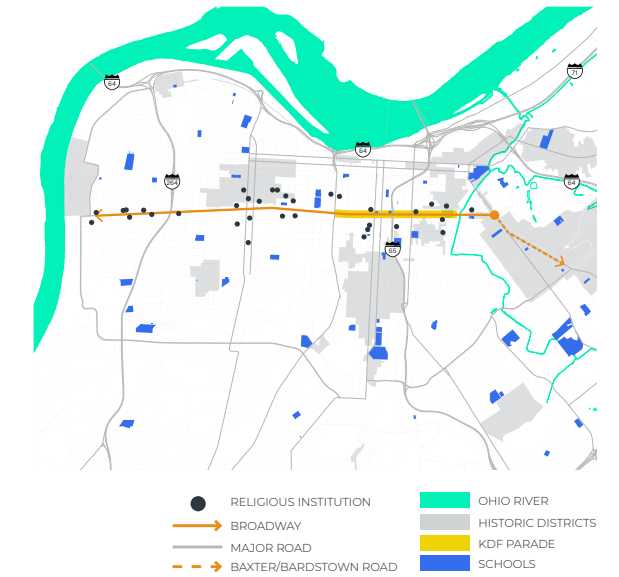 64
71
64
264
64
65
RELIGIOUS INSTITUTION
BROADWAY
MAJOR ROAD
BAXTER/BARDSTOWN ROAD
OHIO RIVER
HISTORIC DISTRICTS
KDF PARADE
SCHOOLS